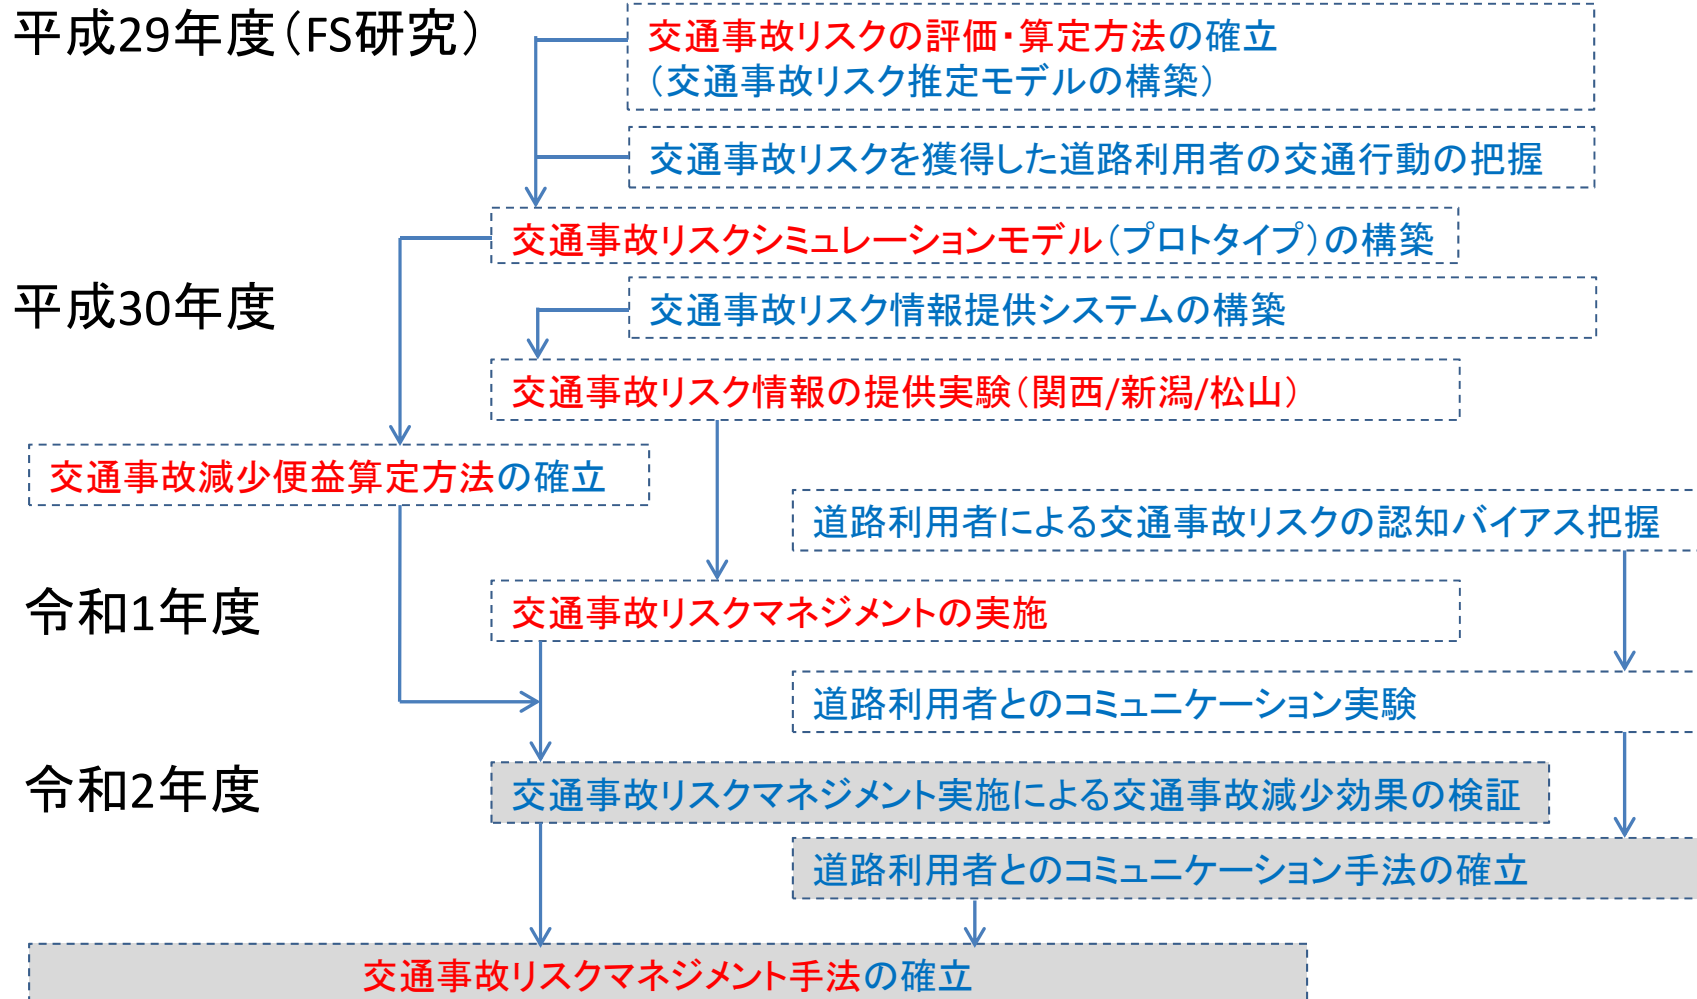 平成29年度(FS研究)
交通事故リスクの評価・算定方法の確立
(交通事故リスク推定モデルの構築)
交通事故リスクを獲得した道路利用者の交通行動の把握
交通事故リスクシミュレーションモデル(プロトタイプ)の構築
平成30年度
交通事故リスク情報提供システムの構築
交通事故リスク情報の提供実験(関西/新潟/松山)
交通事故減少便益算定方法の確立
道路利用者による交通事故リスクの認知バイアス把握
令和1年度
交通事故リスクマネジメントの実施
道路利用者とのコミュニケーション実験
令和2年度
交通事故リスクマネジメント実施による交通事故減少効果の検証
道路利用者とのコミュニケーション手法の確立
交通事故リスクマネジメント手法の確立